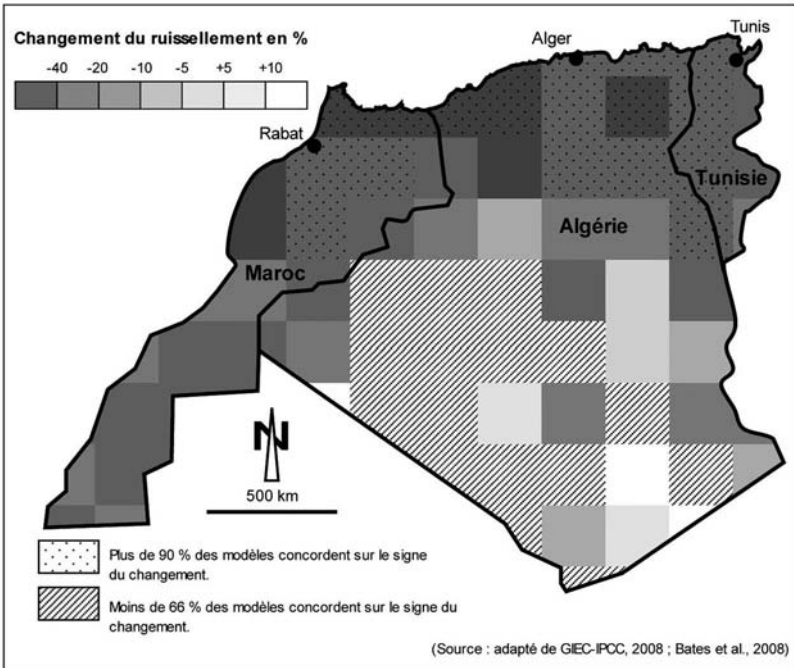 Changement du ruissellement en %
-40 -20 -10 -5 +5 +10
Alger
Tunis
Rabat
Tunisie
Algérie
Maroc
N
500 km
Plus de 90 % des modèles concordent sur le signe
du changement.
Moins de 66 % des modèles concordent sur le signe du
changement.
(Source : adapté de GIEC-IPCC, 2008 ; Bates et al., 2008)